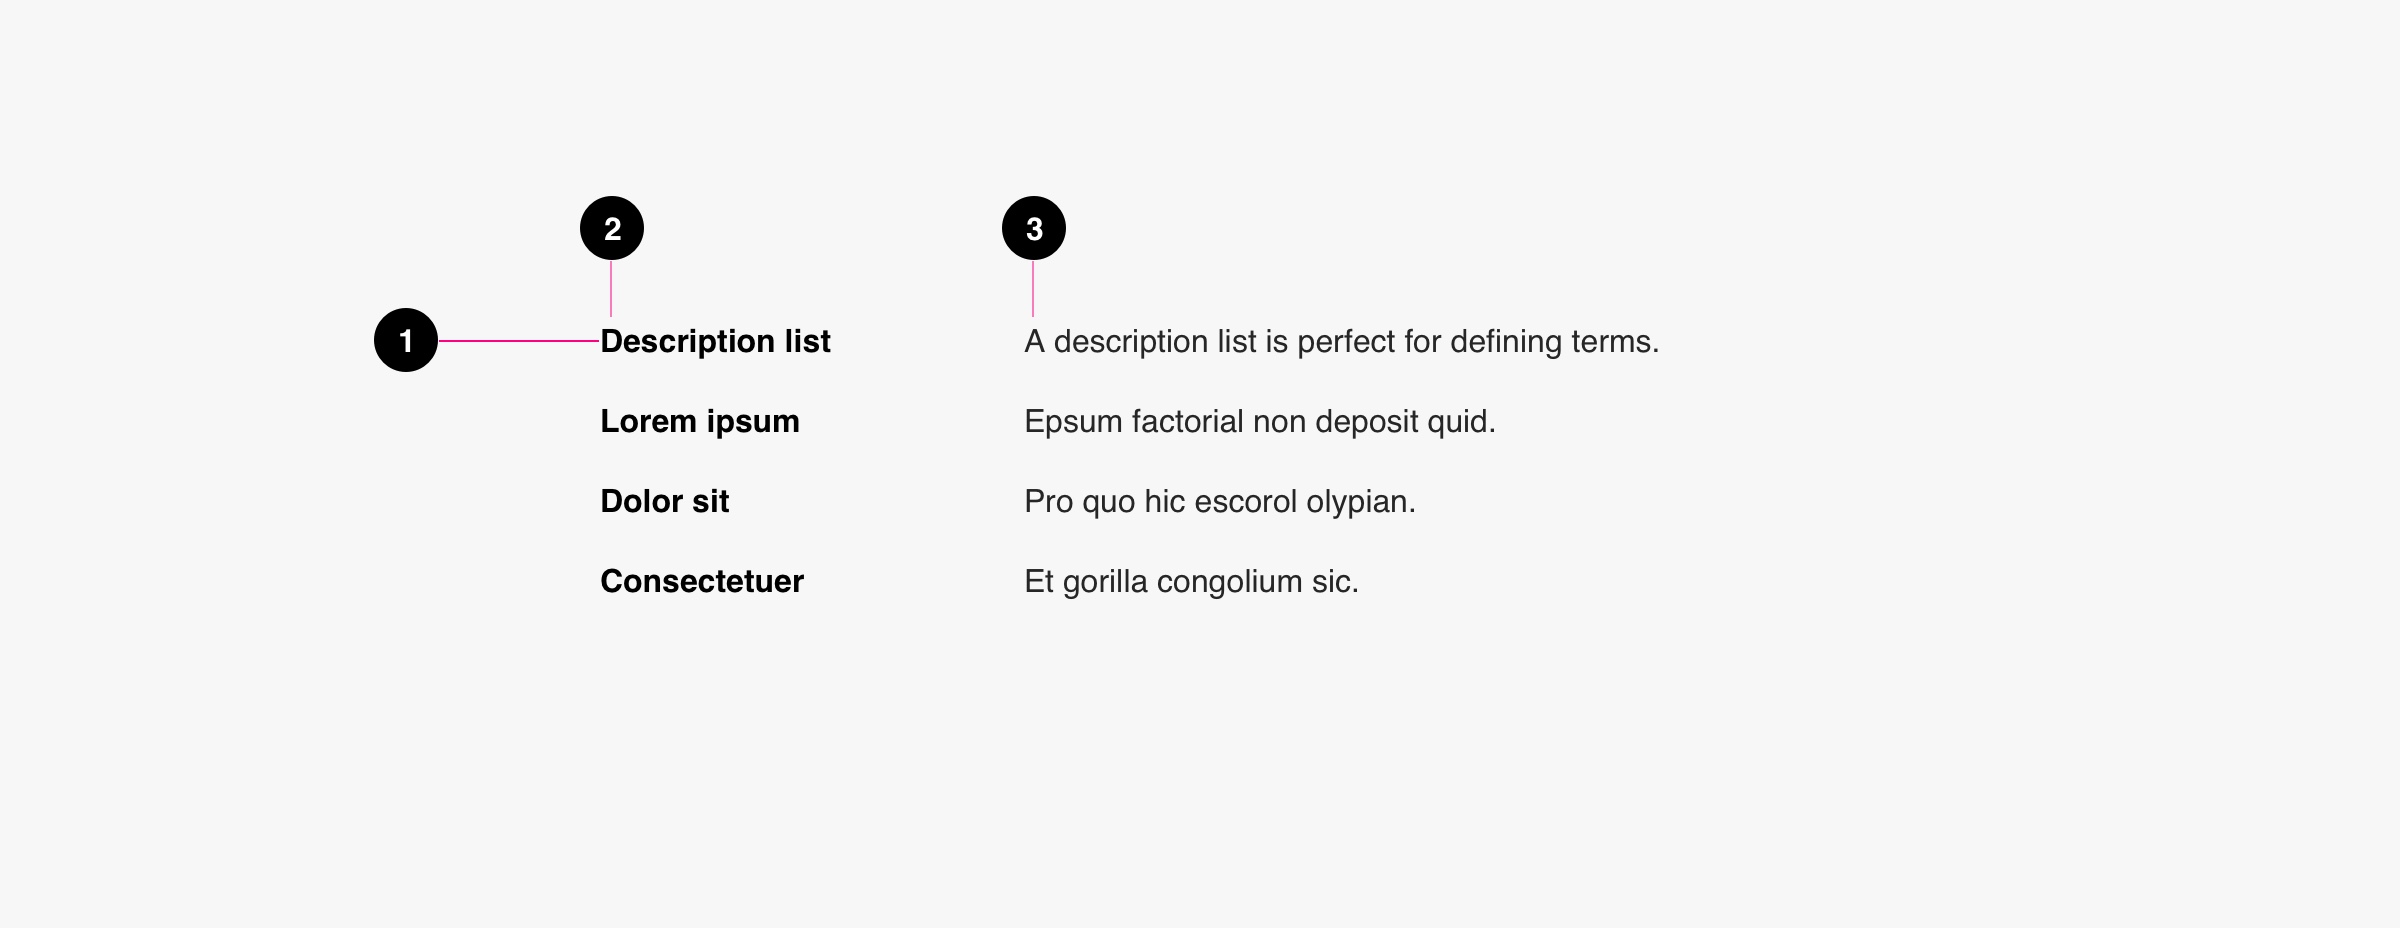 2 3
1 Description list A description list is perfect for defining terms.
Lorem ipsum Epsum factorial non deposit quid.
Dolor sit Pro quo hic escorol olypian.
Consectetuer Et gorilla congolium sic.